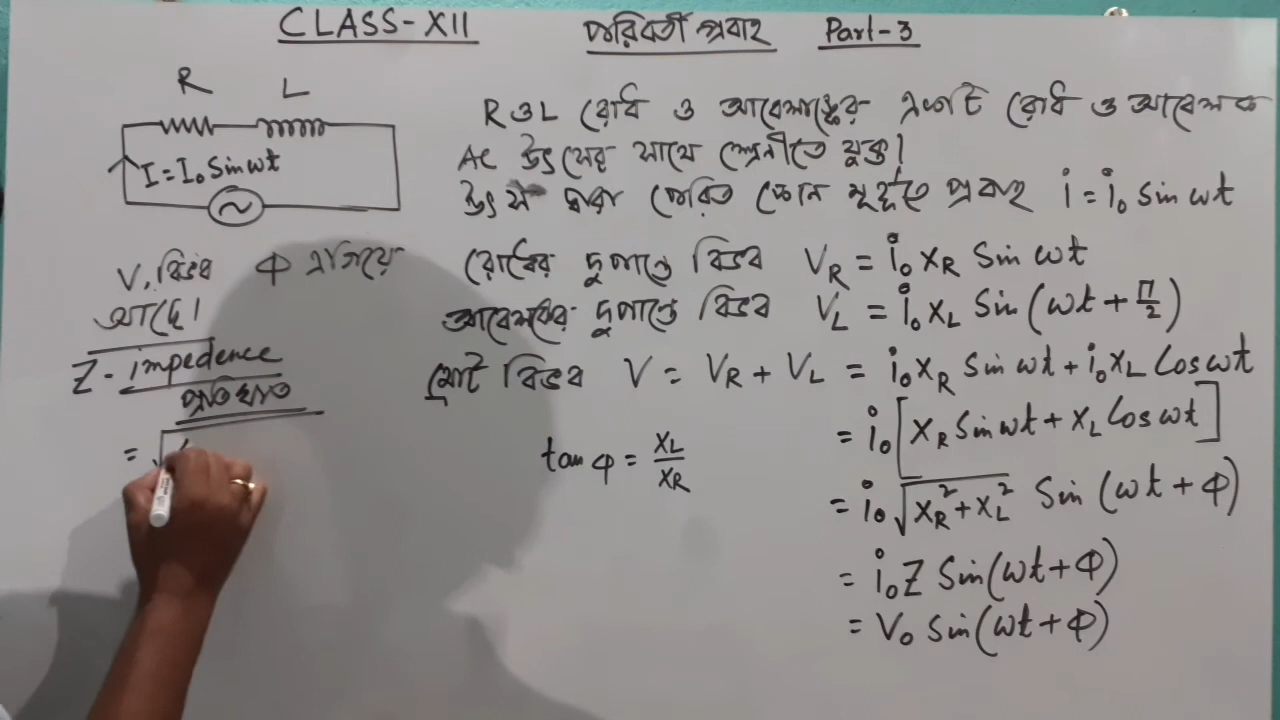 CLASS-XII পরিবর্তী প্রবাহ Part-3
R L
I = I₀ Sin ωt
R ও L রোধ ও আবেশাঙ্কের একটি রোধ ও আবেশক
AC উৎসের সাথে শ্রেনীতে যুক্ত।
উৎস দ্বারা প্রেরিত কোন মূহুর্তে প্রবাহ i = i₀ sin ωt
V, বিভব Φ এগিয়ে
আছে।
রোধের দুপ্রান্তে বিভব V_R = i₀ X_R Sin ωt
আবেশকের দুপ্রান্তে বিভব V_L = i₀ X_L Sin (ωt + π/2)
মোট বিভব V = V_R + V_L = i₀ X_R Sin ωt + i₀ X_L Cos ωt
= i₀ [X_R Sin ωt + X_L Cos ωt]
tan φ = X_L/X_R
= i₀ √(X_R² + X_L²) Sin (ωt + Φ)
= i₀ Z Sin (ωt + Φ)
= V₀ Sin (ωt + Φ)
Z - impedence
প্রতিঘাত
= √